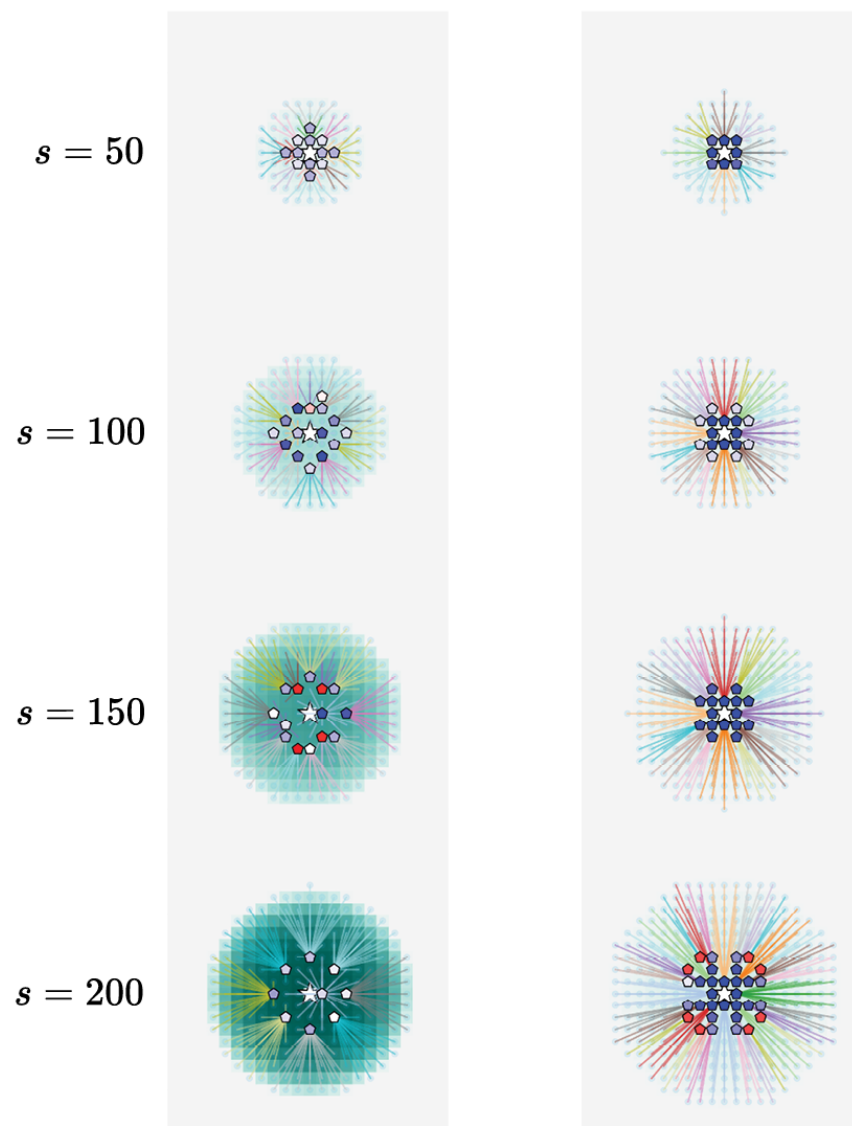 s = 50
s = 100
s = 150
s = 200